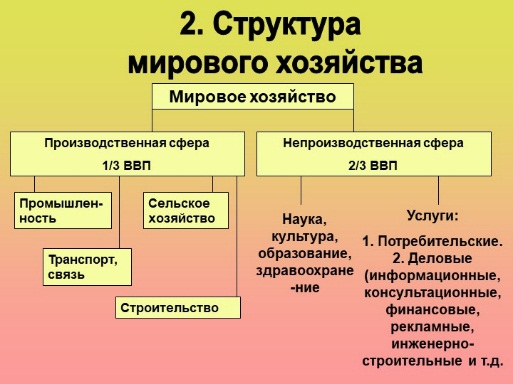 2. Структура
мирового хозяйства
Мировое хозяйство
Производственная сфера
1/3 ВВП
Непроизводственная сфера
2/3 ВВП
Промышлен-
ность
Сельское
хозяйство
Транспорт,
связь
Строительство
Наука,
культура,
образование,
здравоохране
-ние
Услуги:
1. Потребительские.
2. Деловые
(информационные,
консультационные,
финансовые,
рекламные,
инженерно-
строительные и т.д.